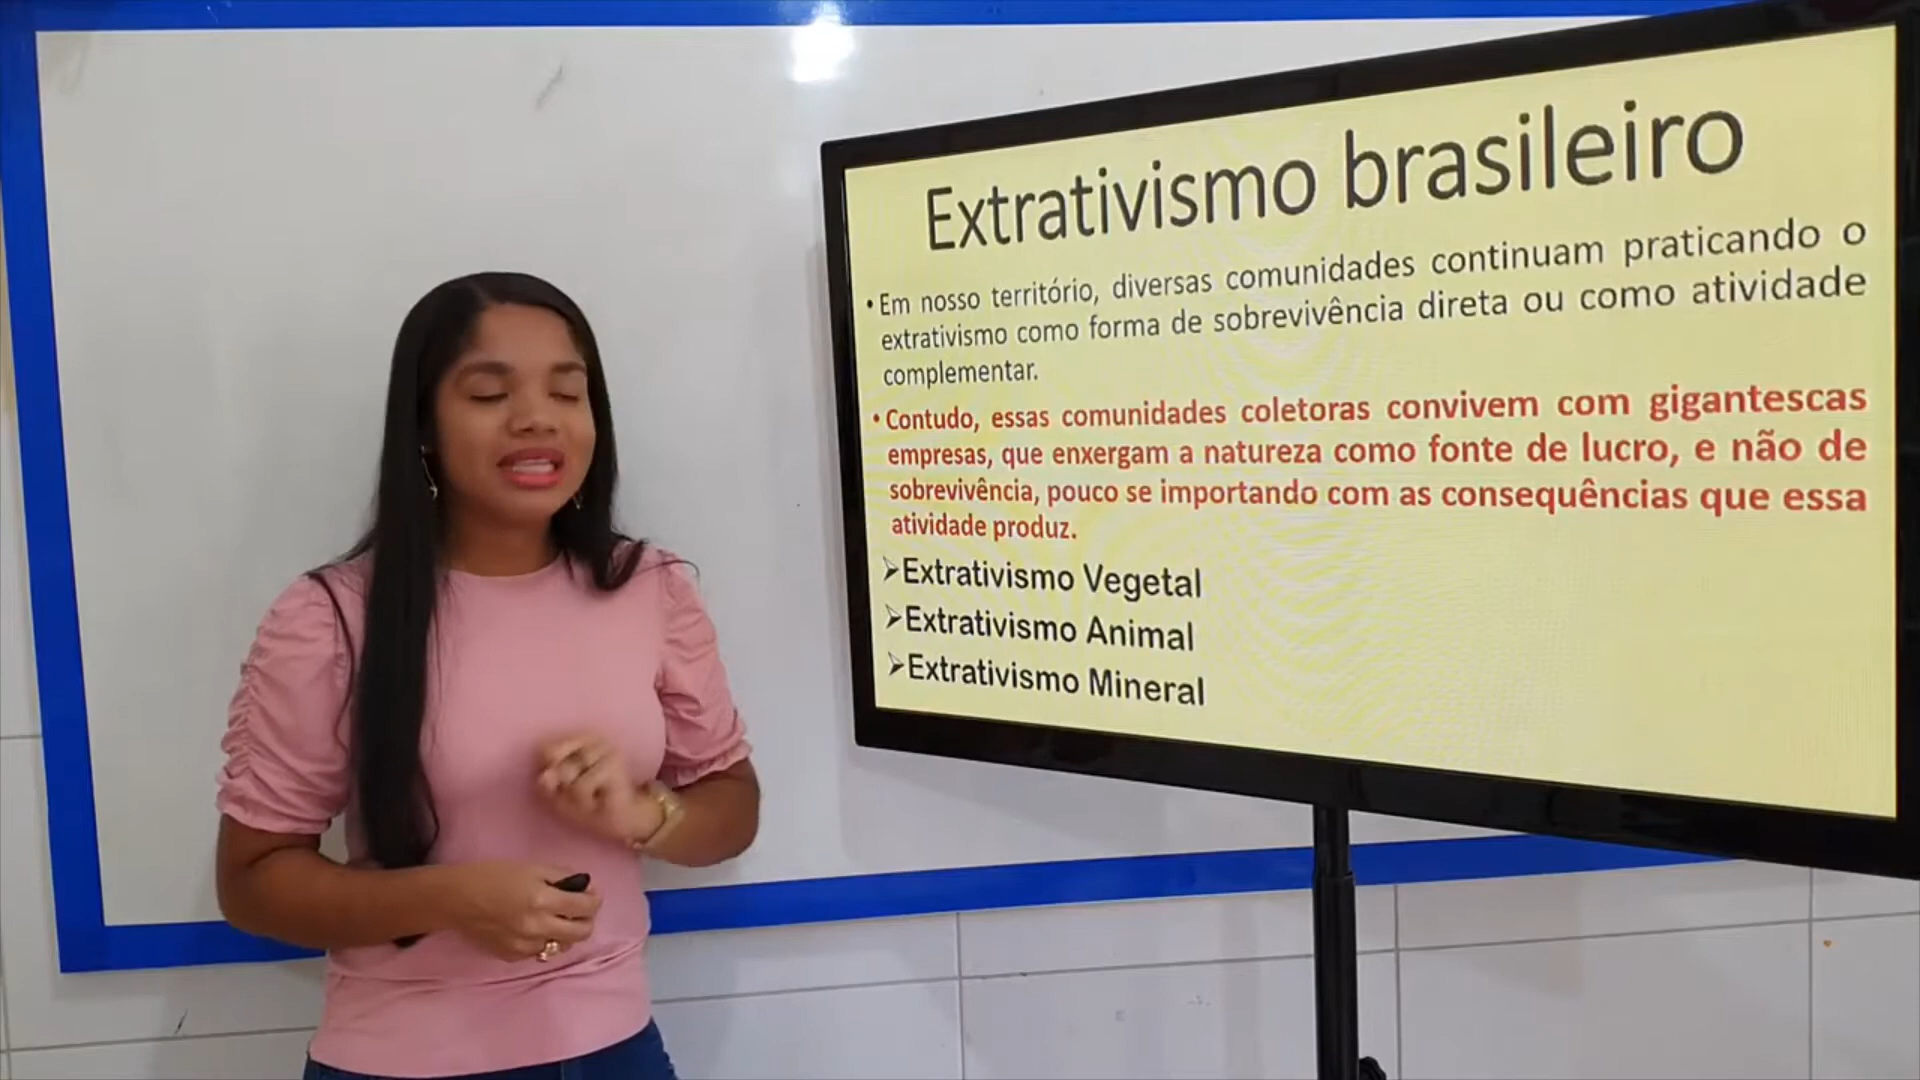 Extrativismo brasileiro
•Em nosso território, diversas comunidades continuam praticando o
extrativismo como forma de sobrevivência direta ou como atividade
complementar.
•Contudo, essas comunidades coletoras convivem com gigantescas
empresas, que enxergam a natureza como fonte de lucro, e não de
sobrevivência, pouco se importando com as consequências que essa
atividade produz.
➢Extrativismo Vegetal
➢Extrativismo Animal
➢Extrativismo Mineral